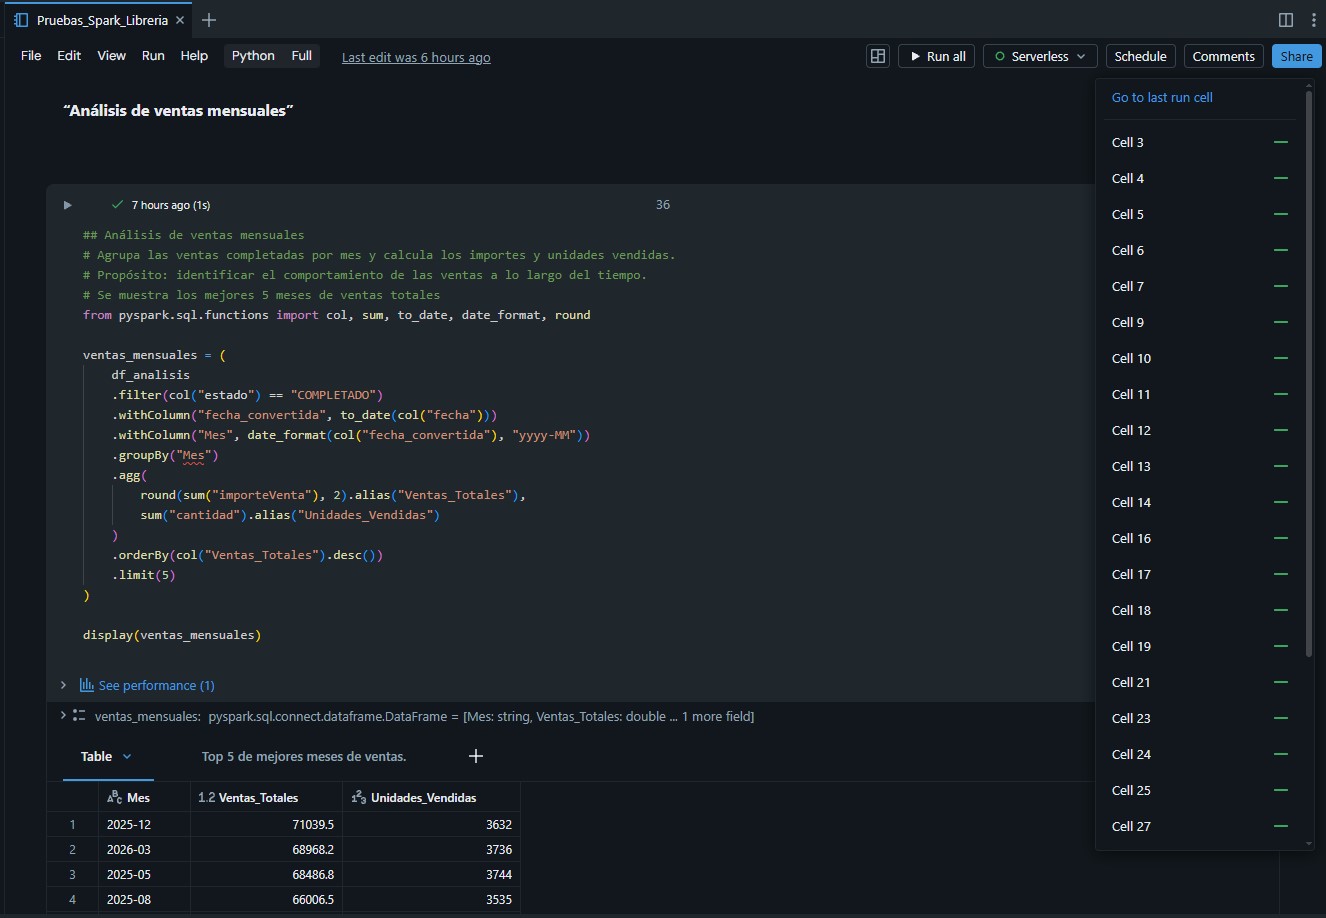 Pruebas_Spark_Libreria
File Edit View Run Help Python Full Last edit was 6 hours ago
Run all Serverless Schedule Comments Share
“Análisis de ventas mensuales”
7 hours ago (1s)
36
## Análisis de ventas mensuales
# Agrupa las ventas completadas por mes y calcula los importes y unidades vendidas.
# Propósito: identificar el comportamiento de las ventas a lo largo del tiempo.
# Se muestra los mejores 5 meses de ventas totales
from pyspark.sql.functions import col, sum, to_date, date_format, round
ventas_mensuales = (
df_analisis
.filter(col("estado") == "COMPLETADO")
.withColumn("fecha_convertida", to_date(col("fecha")))
.withColumn("Mes", date_format(col("fecha_convertida"), "yyyy-MM"))
.groupBy("Mes")
.agg(
round(sum("importeVenta"), 2).alias("Ventas_Totales"),
sum("cantidad").alias("Unidades_Vendidas")
)
.orderBy(col("Ventas_Totales").desc())
.limit(5)
)
display(ventas_mensuales)
See performance (1)
ventas_mensuales: pyspark.sql.connect.dataframe.DataFrame = [Mes: string, Ventas_Totales: double ... 1 more field]
Table Top 5 de mejores meses de ventas.
Mes 1.2 Ventas_Totales Unidades_Vendidas
1 2025-12 71039.5 3632
2 2026-03 68968.2 3736
3 2025-05 68486.8 3744
4 2025-08 66006.5 3535
Go to last run cell
Cell 3
Cell 4
Cell 5
Cell 6
Cell 7
Cell 9
Cell 10
Cell 11
Cell 12
Cell 13
Cell 14
Cell 16
Cell 17
Cell 18
Cell 19
Cell 21
Cell 23
Cell 24
Cell 25
Cell 27